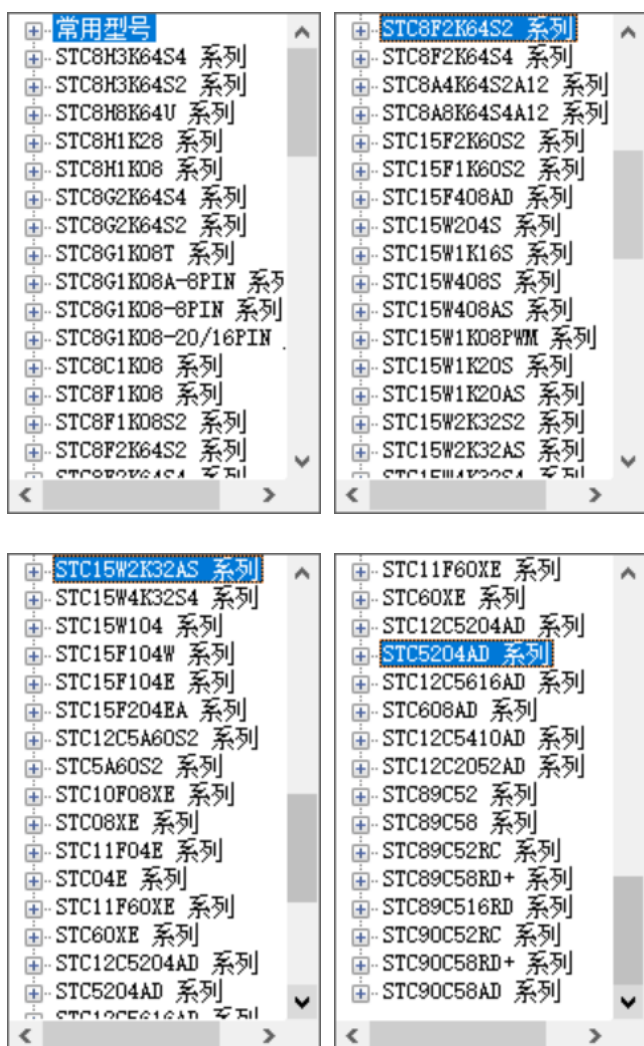 常用型号
STC8H3K64S4 系列
STC8H3K64S2 系列
STC8H8K64U 系列
STC8H1K28 系列
STC8H1K08 系列
STC8G2K64S4 系列
STC8G2K64S2 系列
STC8G1K08T 系列
STC8G1K08A-8PIN 系列
STC8G1K08-8PIN 系列
STC8G1K08-20/16PIN
STC8C1K08 系列
STC8F1K08 系列
STC8F1K08S2 系列
STC8F2K64S2 系列
STC8F2K64S4 系列
STC8F2K64S2 系列
STC8F2K64S4 系列
STC8A4K64S2A12 系列
STC8A8K64S4A12 系列
STC15F2K60S2 系列
STC15F1K60S2 系列
STC15F408AD 系列
STC15W204S 系列
STC15W1K16S 系列
STC15W408S 系列
STC15W408AS 系列
STC15W1K08PWM 系列
STC15W1K20S 系列
STC15W1K20AS 系列
STC15W2K32S2 系列
STC15W2K32AS 系列
STC15W4K32S4 系列
STC15W2K32AS 系列
STC15W4K32S4 系列
STC15W104 系列
STC15F104W 系列
STC15F104E 系列
STC15F204EA 系列
STC12C5A60S2 系列
STC5A60S2 系列
STC10F08XE 系列
STC08XE 系列
STC11F04E 系列
STC04E 系列
STC11F60XE 系列
STC60XE 系列
STC12C5204AD 系列
STC5204AD 系列
STC12C5616AD 系列
STC11F60XE 系列
STC60XE 系列
STC12C5204AD 系列
STC5204AD 系列
STC12C5616AD 系列
STC608AD 系列
STC12C5410AD 系列
STC12C2052AD 系列
STC89C52 系列
STC89C58 系列
STC89C52RC 系列
STC89C58RD+ 系列
STC89C516RD 系列
STC90C52RC 系列
STC90C58RD+ 系列
STC90C58AD 系列